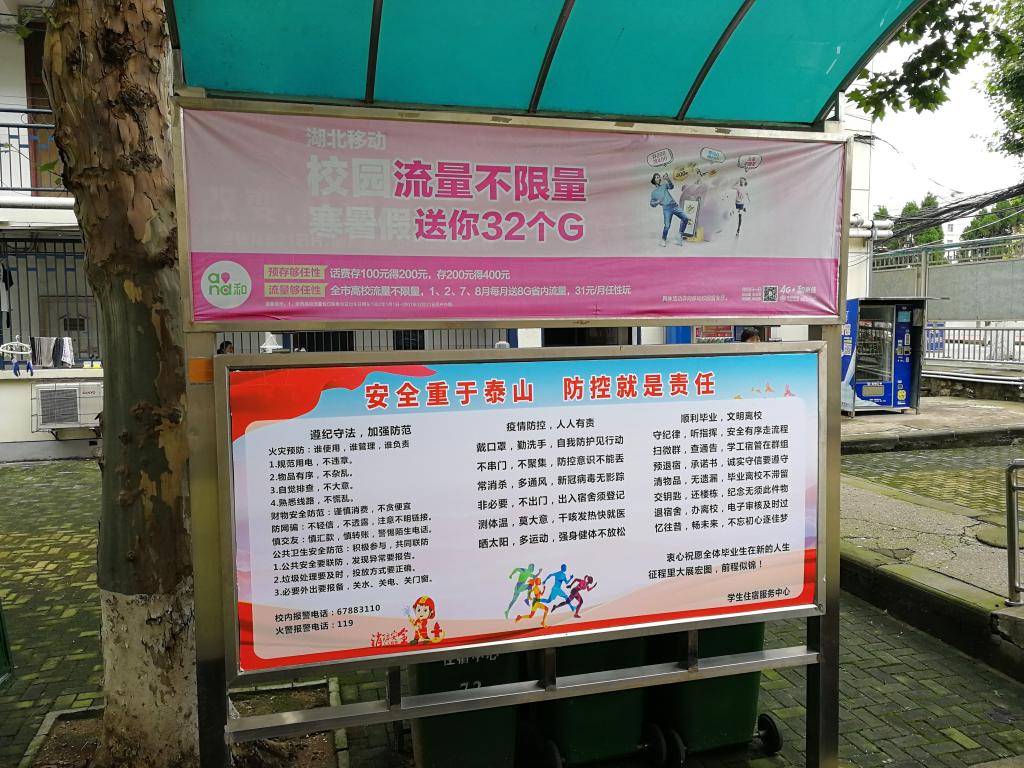 湖北移动
校园流量不限量
寒暑假送你32个G
and和
预存够任性 话费存100元得200元，存200元得400元
流量够任性 全市高校流量不限量，1、2、7、8月每月送8G省内流量，31元/月任性玩
安全重于泰山 防控就是责任
遵纪守法，加强防范
火灾预防：谁使用，谁管理，谁负责
1.规范用电，不违章。
2.物品有序，不杂乱。
3.自觉排查，不大意。
4.熟悉线路，不慌乱。
财物安全防范：谨慎消费，不贪便宜
防网骗：不轻信，不透露，注意不明链接。
慎交友：慎汇款，慎转账，警惕陌生电话。
公共卫生安全防范：积极参与，共同联防
1.公共安全要联防，发现异常要报告。
2.垃圾处理要及时，投放方式要正确。
3.必要外出要报备，关水、关电、关门窗。
校内报警电话：67883110
火警报警电话：119
消防安全
疫情防控，人人有责
戴口罩，勤洗手，自我防护见行动
不串门，不聚集，防控意识不能丢
常消杀，多通风，新冠病毒无影踪
非必要，不出门，出入宿舍须登记
测体温，莫大意，干咳发热快就医
晒太阳，多运动，强身健体不放松
顺利毕业，文明离校
守纪律，听指挥，安全有序走流程
扫微群，查通告，学工宿管在群组
预退宿，承诺书，诚实守信要遵守
清物品，无遗漏，毕业离校不滞留
交钥匙，还楼栋，纪念无须此件物
退宿舍，办离校，电子审核及时过
忆往昔，畅未来，不忘初心逐佳梦
衷心祝愿全体毕业生在新的人生
征程里大展宏图，前程似锦！
学生住宿服务中心
SANYO